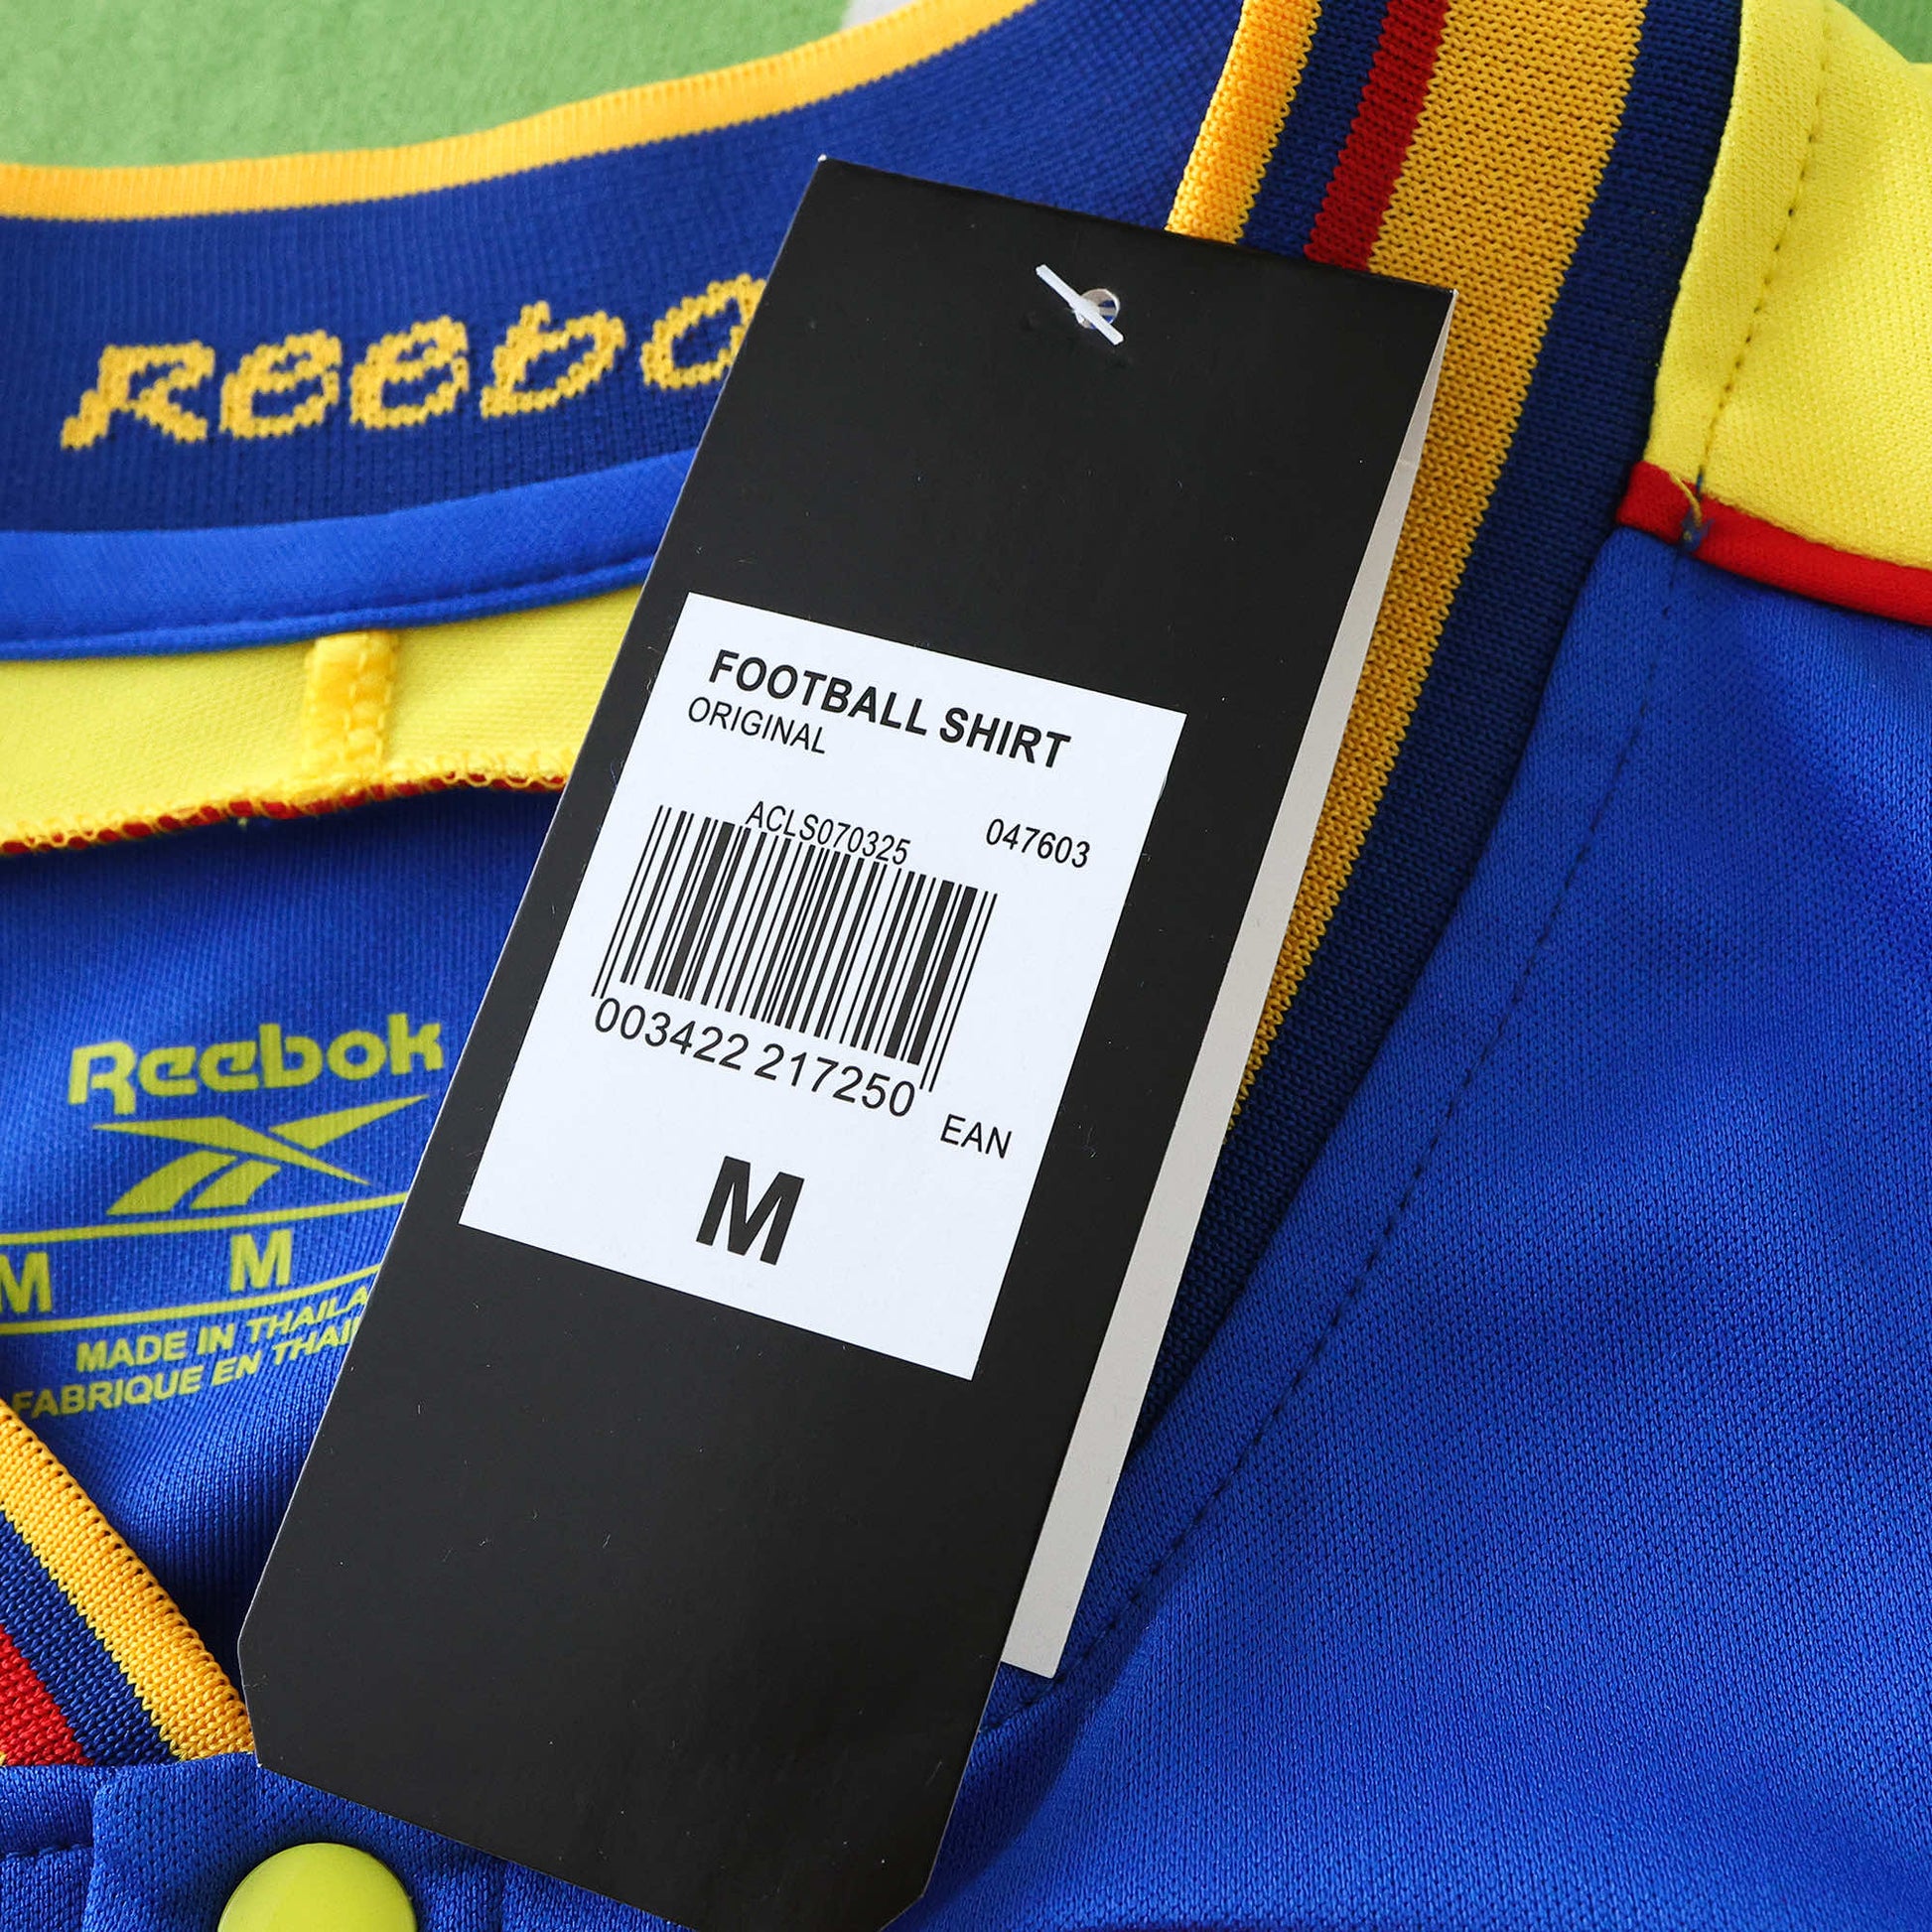 Reebo
FOOTBALL SHIRT
ORIGINAL
ACLS070325 047603
003422 217250
EAN
M
Reebok
M M
MADE IN THAILA
FABRIQUE EN THAI